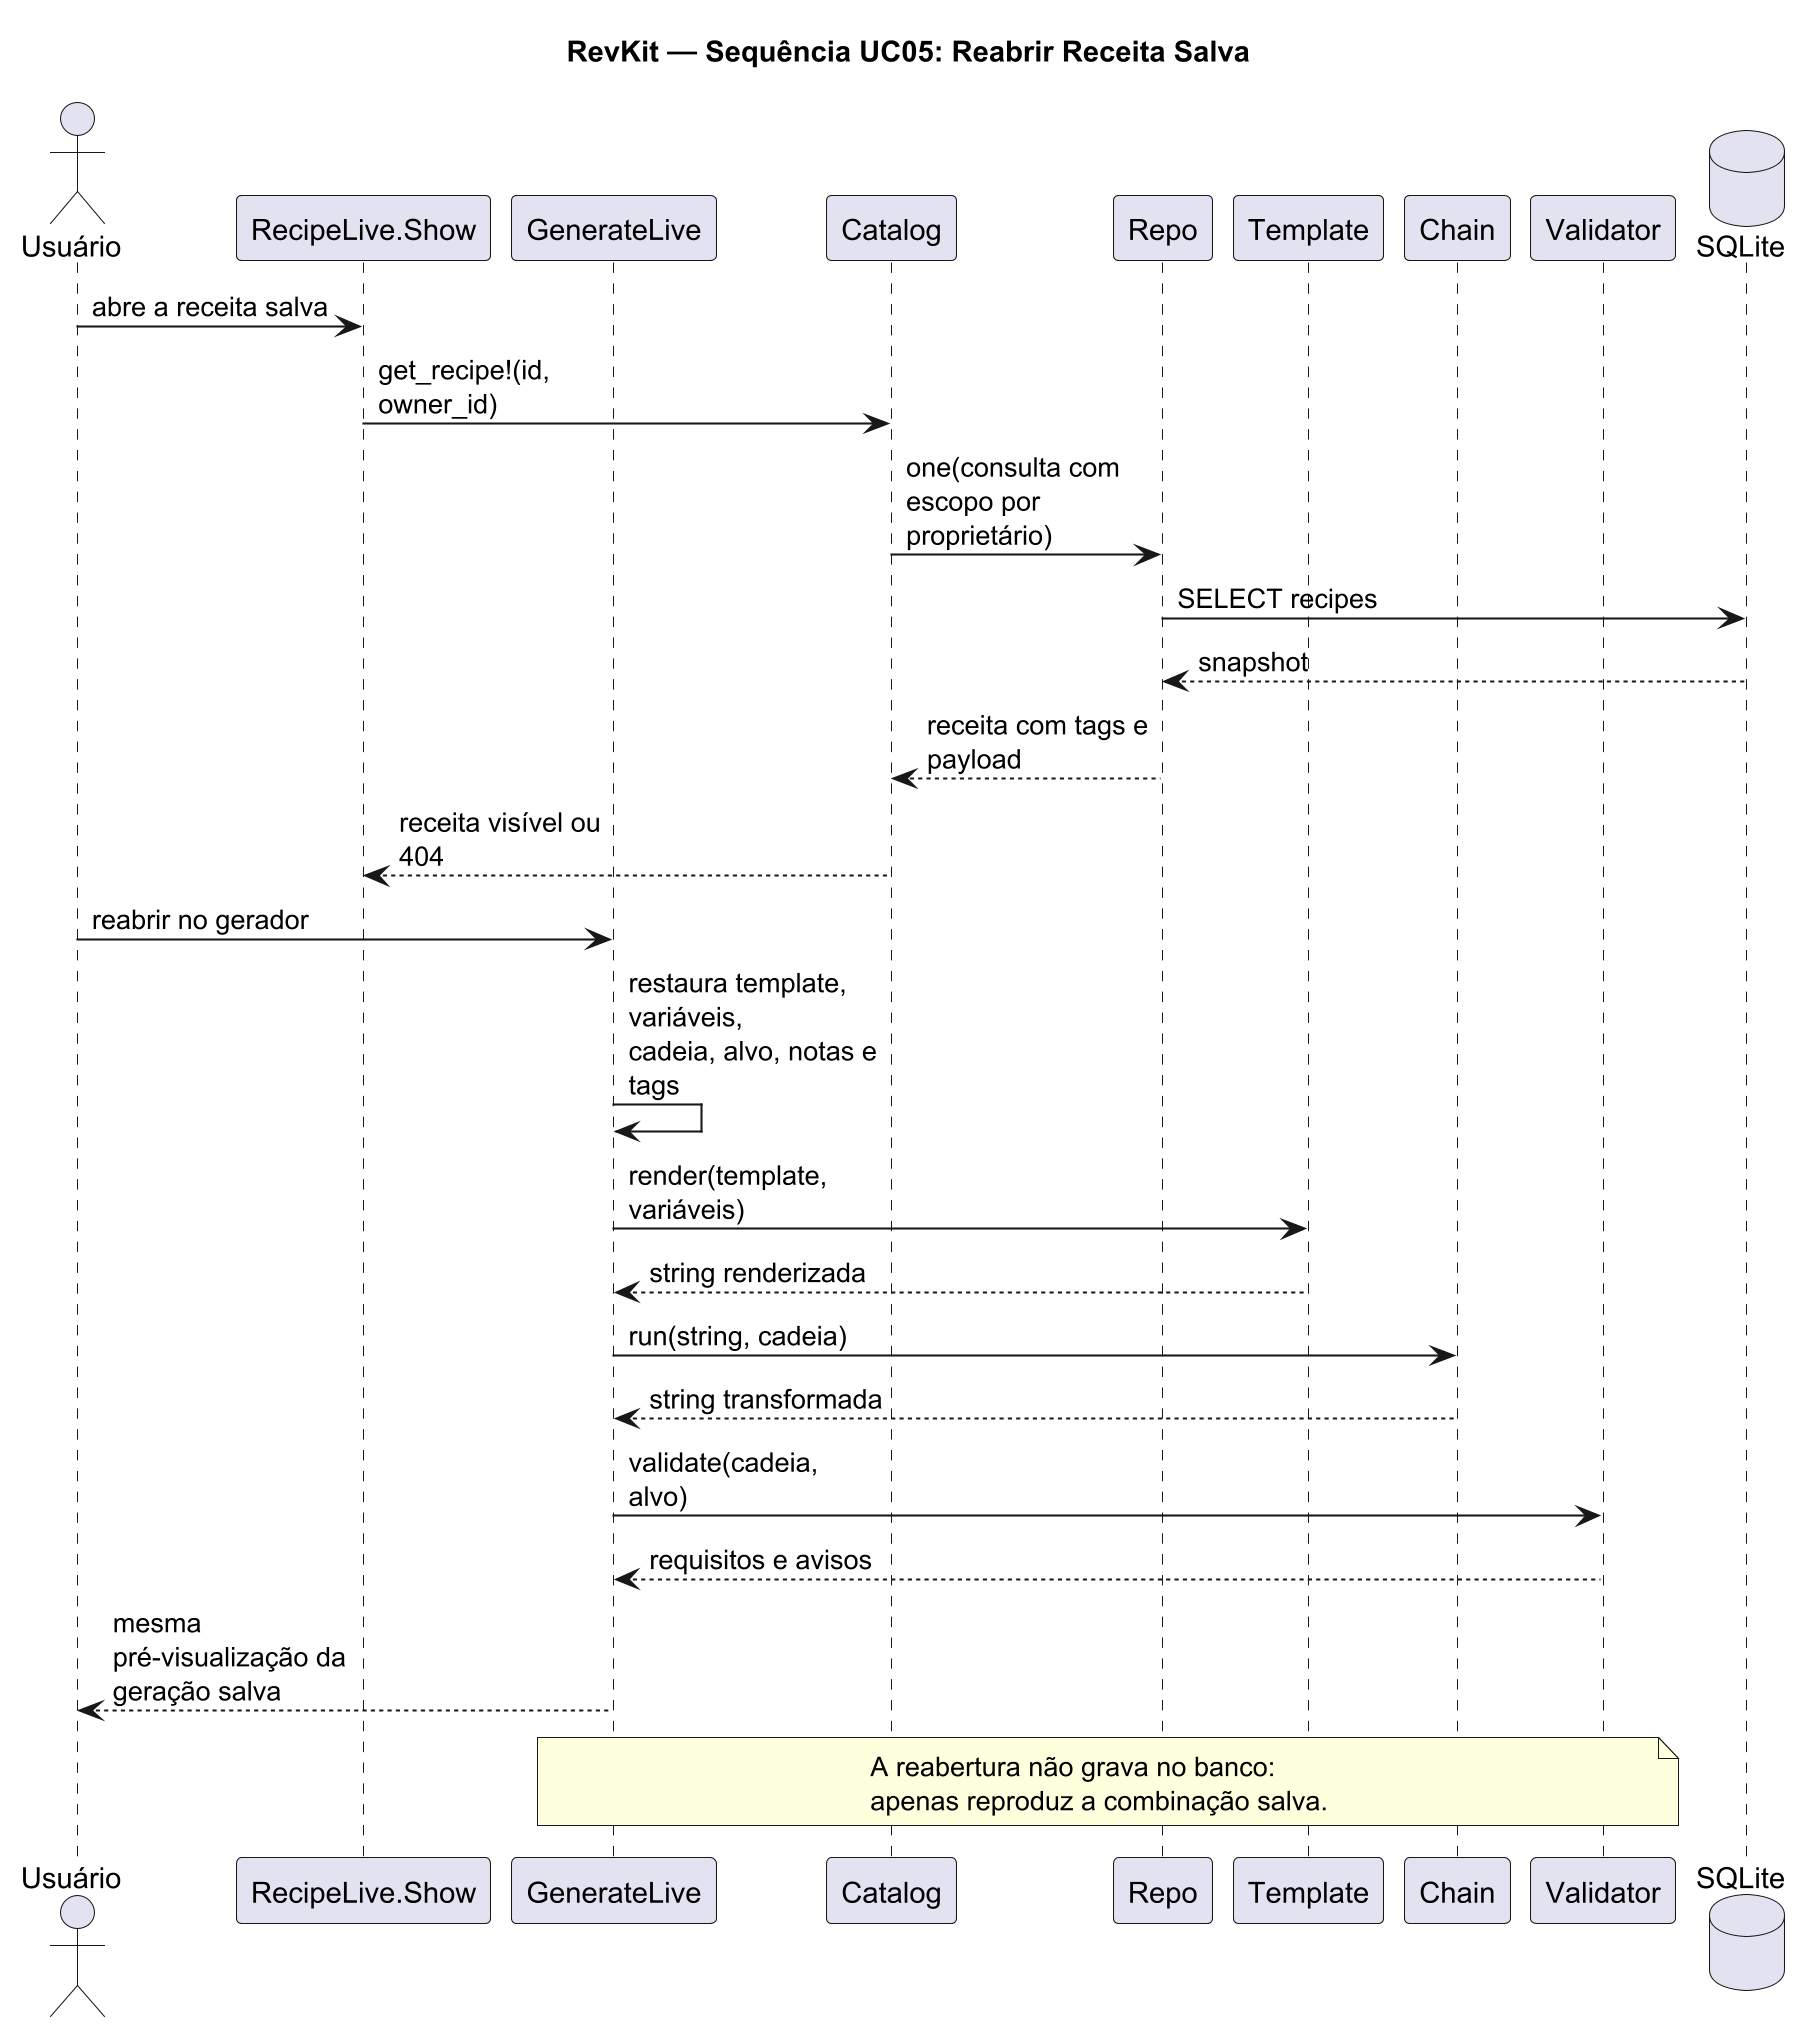 RevKit — Sequência UC05: Reabrir Receita Salva
Usuário
RecipeLive.Show
GenerateLive
Catalog
Repo
Template
Chain
Validator
SQLite
abre a receita salva
get_recipe!(id,
owner_id)
one(consulta com
escopo por
proprietário)
SELECT recipes
snapshot
receita com tags e
payload
receita visível ou
404
reabrir no gerador
restaura template,
variáveis,
cadeia, alvo, notas e
tags
render(template,
variáveis)
string renderizada
run(string, cadeia)
string transformada
validate(cadeia,
alvo)
requisitos e avisos
mesma
pré-visualização da
geração salva
A reabertura não grava no banco:
apenas reproduz a combinação salva.
Usuário
RecipeLive.Show
GenerateLive
Catalog
Repo
Template
Chain
Validator
SQLite